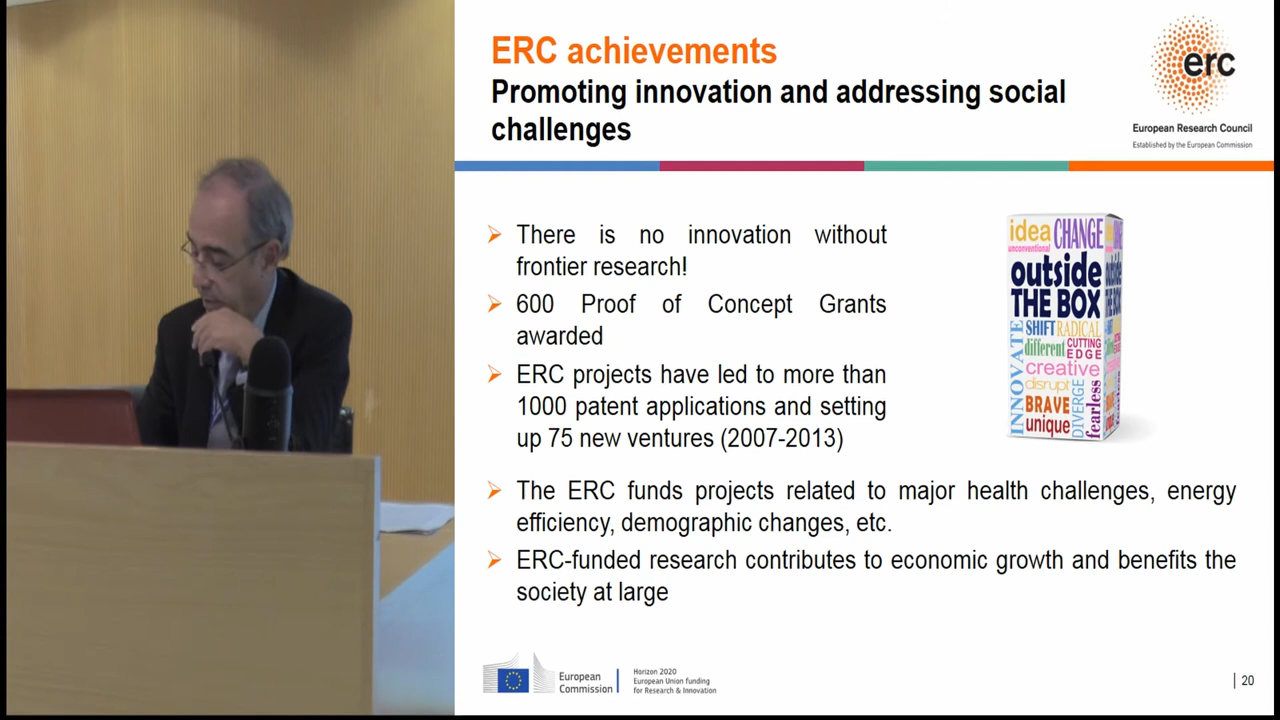 ERC achievements
Promoting innovation and addressing social
challenges
erc
European Research Council
Established by the European Commission
There is no innovation without
frontier research!
600 Proof of Concept Grants
awarded
ERC projects have led to more than
1000 patent applications and setting
up 75 new ventures (2007-2013)
idea CHANGE
unconventional
outside
THE BOX
INNOVATE
SHIFT RADICAL
different CUTTING
EDGE
creative
disrupt
BRAVE
unique
DIVERGE
fearless
The ERC funds projects related to major health challenges, energy
efficiency, demographic changes, etc.
ERC-funded research contributes to economic growth and benefits the
society at large
European
Commission
Horizon 2020
European Union funding
for Research & Innovation
20